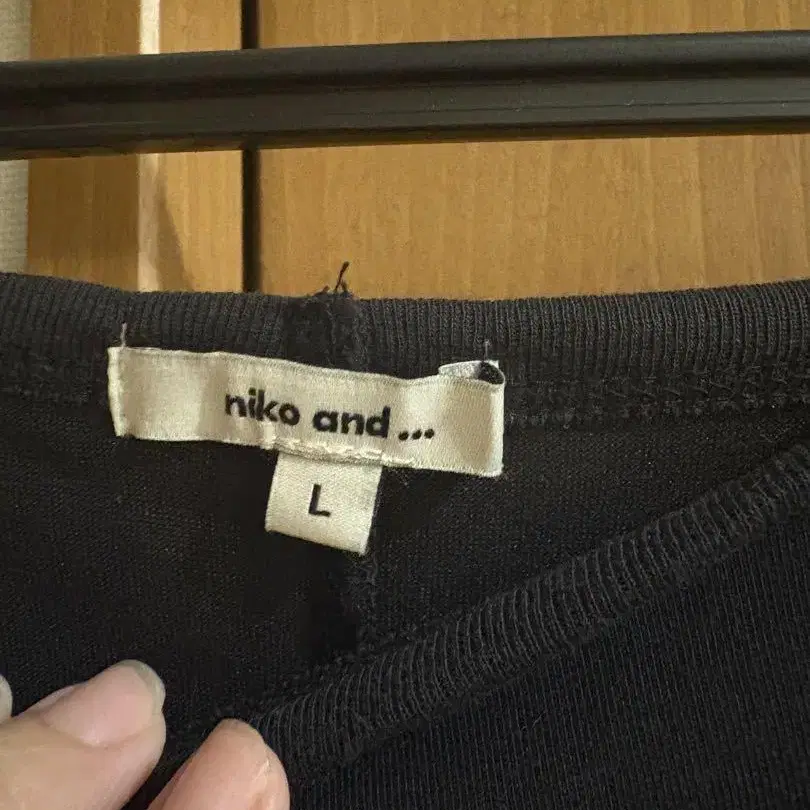 niko and ...
L